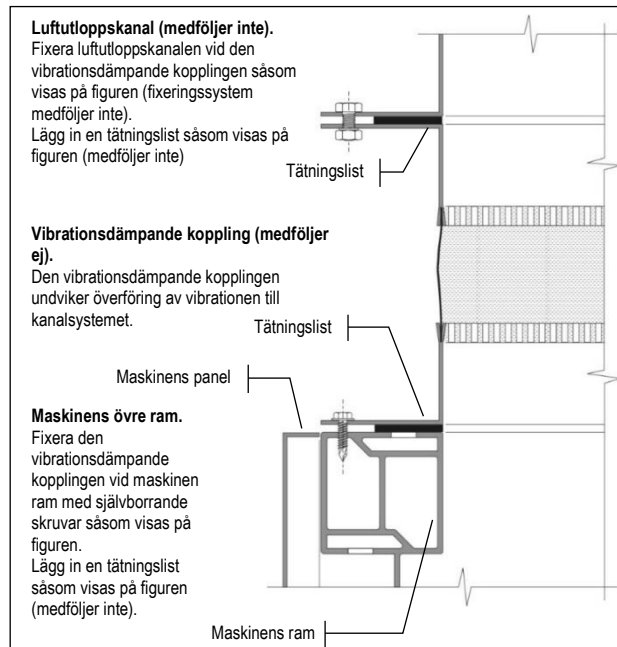 Luftutloppskanal (medföljer inte).
Fixera luftutloppskanalen vid den
vibrationsdämpande kopplingen såsom
visas på figuren (fixeringssystem
medföljer inte).
Lägg in en tätningslist såsom visas på
figuren (medföljer inte)
Tätningslist
Vibrationsdämpande koppling (medföljer
ej).
Den vibrationsdämpande kopplingen
undviker överföring av vibrationen till
kanalsystemet.
Tätningslist
Maskinens panel
Maskinens övre ram.
Fixera den
vibrationsdämpande
kopplingen vid maskinen
ram med självborrande
skruvar såsom visas på
figuren.
Lägg in en tätningslist
såsom visas på figuren
(medföljer inte).
Maskinens ram